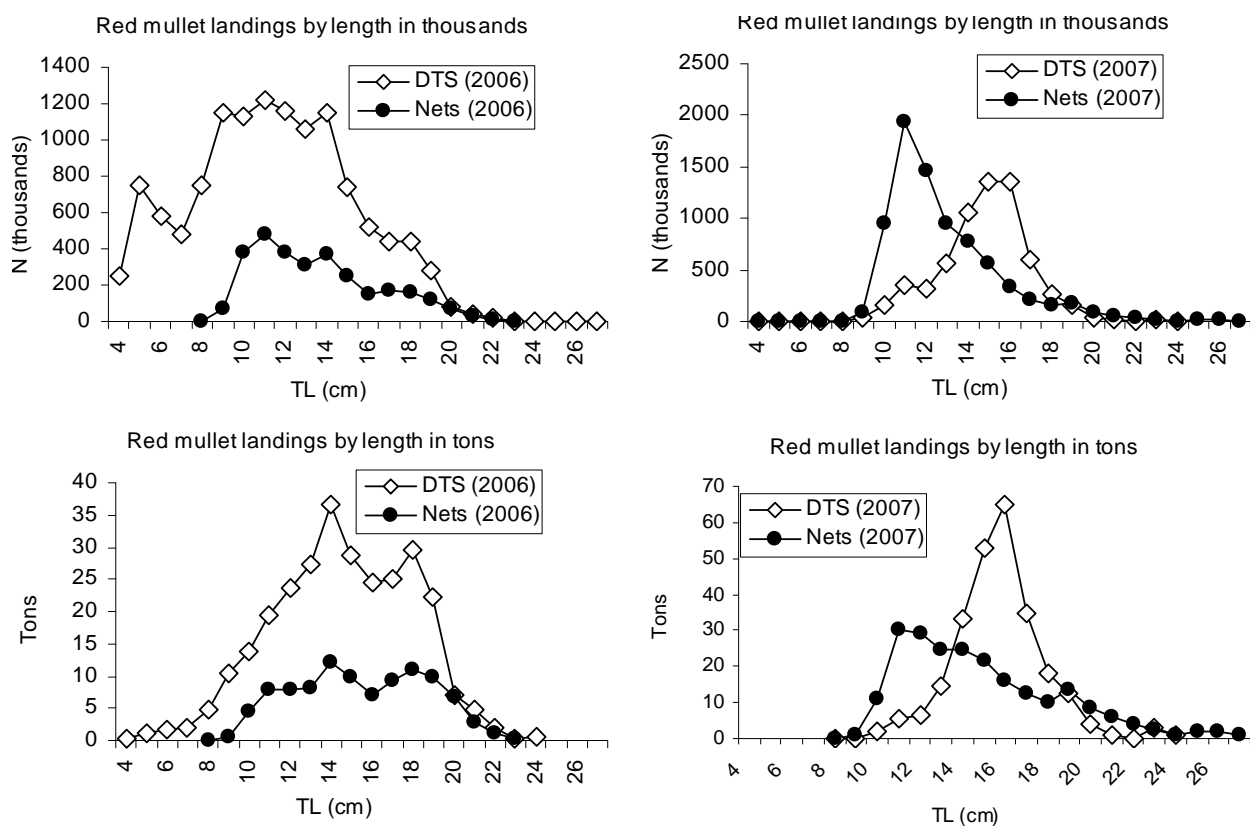 Red mullet landings by length in thousands
1400
1200
1000
800
600
400
200
0
N (thousands)
DTS (2006)
Nets (2006)
4 6 8 10 12 14 16 18 20 22 24 26
TL (cm)
Red mullet landings by length in thousands
2500
2000
1500
1000
500
0
N (thousands)
DTS (2007)
Nets (2007)
4 6 8 10 12 14 16 18 20 22 24 26
TL (cm)
Red mullet landings by length in tons
40
35
30
25
20
15
10
5
0
Tons
DTS (2006)
Nets (2006)
4 6 8 10 12 14 16 18 20 22 24 26
TL (cm)
Red mullet landings by length in tons
70
60
50
40
30
20
10
0
Tons
DTS (2007)
Nets (2007)
4 6 8 10 12 14 16 18 20 22 24 26
TL (cm)